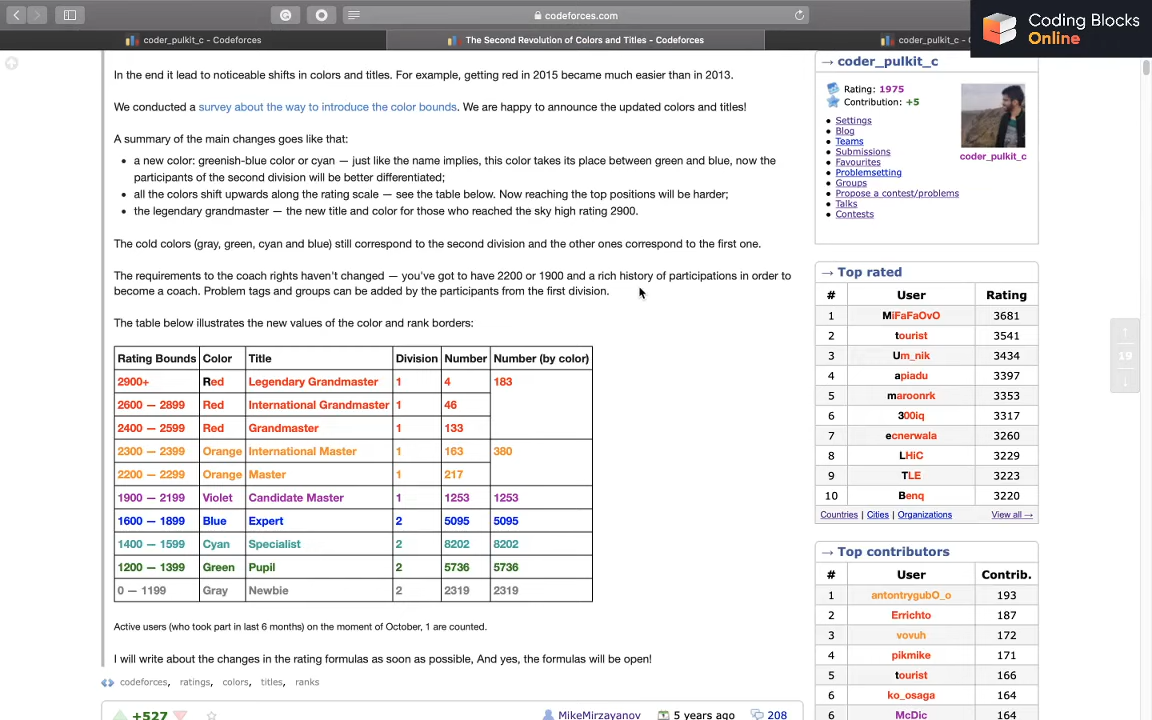 codeforces.com
Coding Blocks
Online
coder_pulkit_c - Codeforces
The Second Revolution of Colors and Titles - Codeforces
coder_pulkit_c - C
In the end it lead to noticeable shifts in colors and titles. For example, getting red in 2015 became much easier than in 2013.
We conducted a survey about the way to introduce the color bounds. We are happy to announce the updated colors and titles!
A summary of the main changes goes like that:
• a new color: greenish-blue color or cyan — just like the name implies, this color takes its place between green and blue, now the
participants of the second division will be better differentiated;
• all the colors shift upwards along the rating scale — see the table below. Now reaching the top positions will be harder;
• the legendary grandmaster — the new title and color for those who reached the sky high rating 2900.
The cold colors (gray, green, cyan and blue) still correspond to the second division and the other ones correspond to the first one.
The requirements to the coach rights haven't changed — you've got to have 2200 or 1900 and a rich history of participations in order to
become a coach. Problem tags and groups can be added by the participants from the first division.
The table below illustrates the new values of the color and rank borders:
Rating Bounds Color Title Division Number Number (by color)
2900+ Red Legendary Grandmaster 1 4 183
2600 — 2899 Red International Grandmaster 1 46
2400 — 2599 Red Grandmaster 1 133
2300 — 2399 Orange International Master 1 163 380
2200 — 2299 Orange Master 1 217
1900 — 2199 Violet Candidate Master 1 1253 1253
1600 — 1899 Blue Expert 2 5095 5095
1400 — 1599 Cyan Specialist 2 8202 8202
1200 — 1399 Green Pupil 2 5736 5736
0 — 1199 Gray Newbie 2 2319 2319
Active users (who took part in last 6 months) on the moment of October, 1 are counted.
I will write about the changes in the rating formulas as soon as possible, And yes, the formulas will be open!
codeforces, ratings, colors, titles, ranks
+527 MikeMirzayanov 5 years ago 208
→ coder_pulkit_c
Rating: 1975
Contribution: +5
• Settings
• Blog
• Teams
• Submissions
• Favourites
• Problemsetting
• Groups
• Propose a contest/problems
• Talks
• Contests
coder_pulkit_c
→ Top rated
# User Rating
1 MiFaFaOvO 3681
2 tourist 3541
3 Um_nik 3434
4 apiadu 3397
5 maroonrk 3353
6 300iq 3317
7 ecnerwala 3260
8 LHiC 3229
9 TLE 3223
10 Benq 3220
Countries | Cities | Organizations View all →
→ Top contributors
# User Contrib.
1 antontrygubO_o 193
2 Errichto 187
3 vovuh 172
4 pikmike 171
5 tourist 166
6 ko_osaga 164
6 McDic 164
19